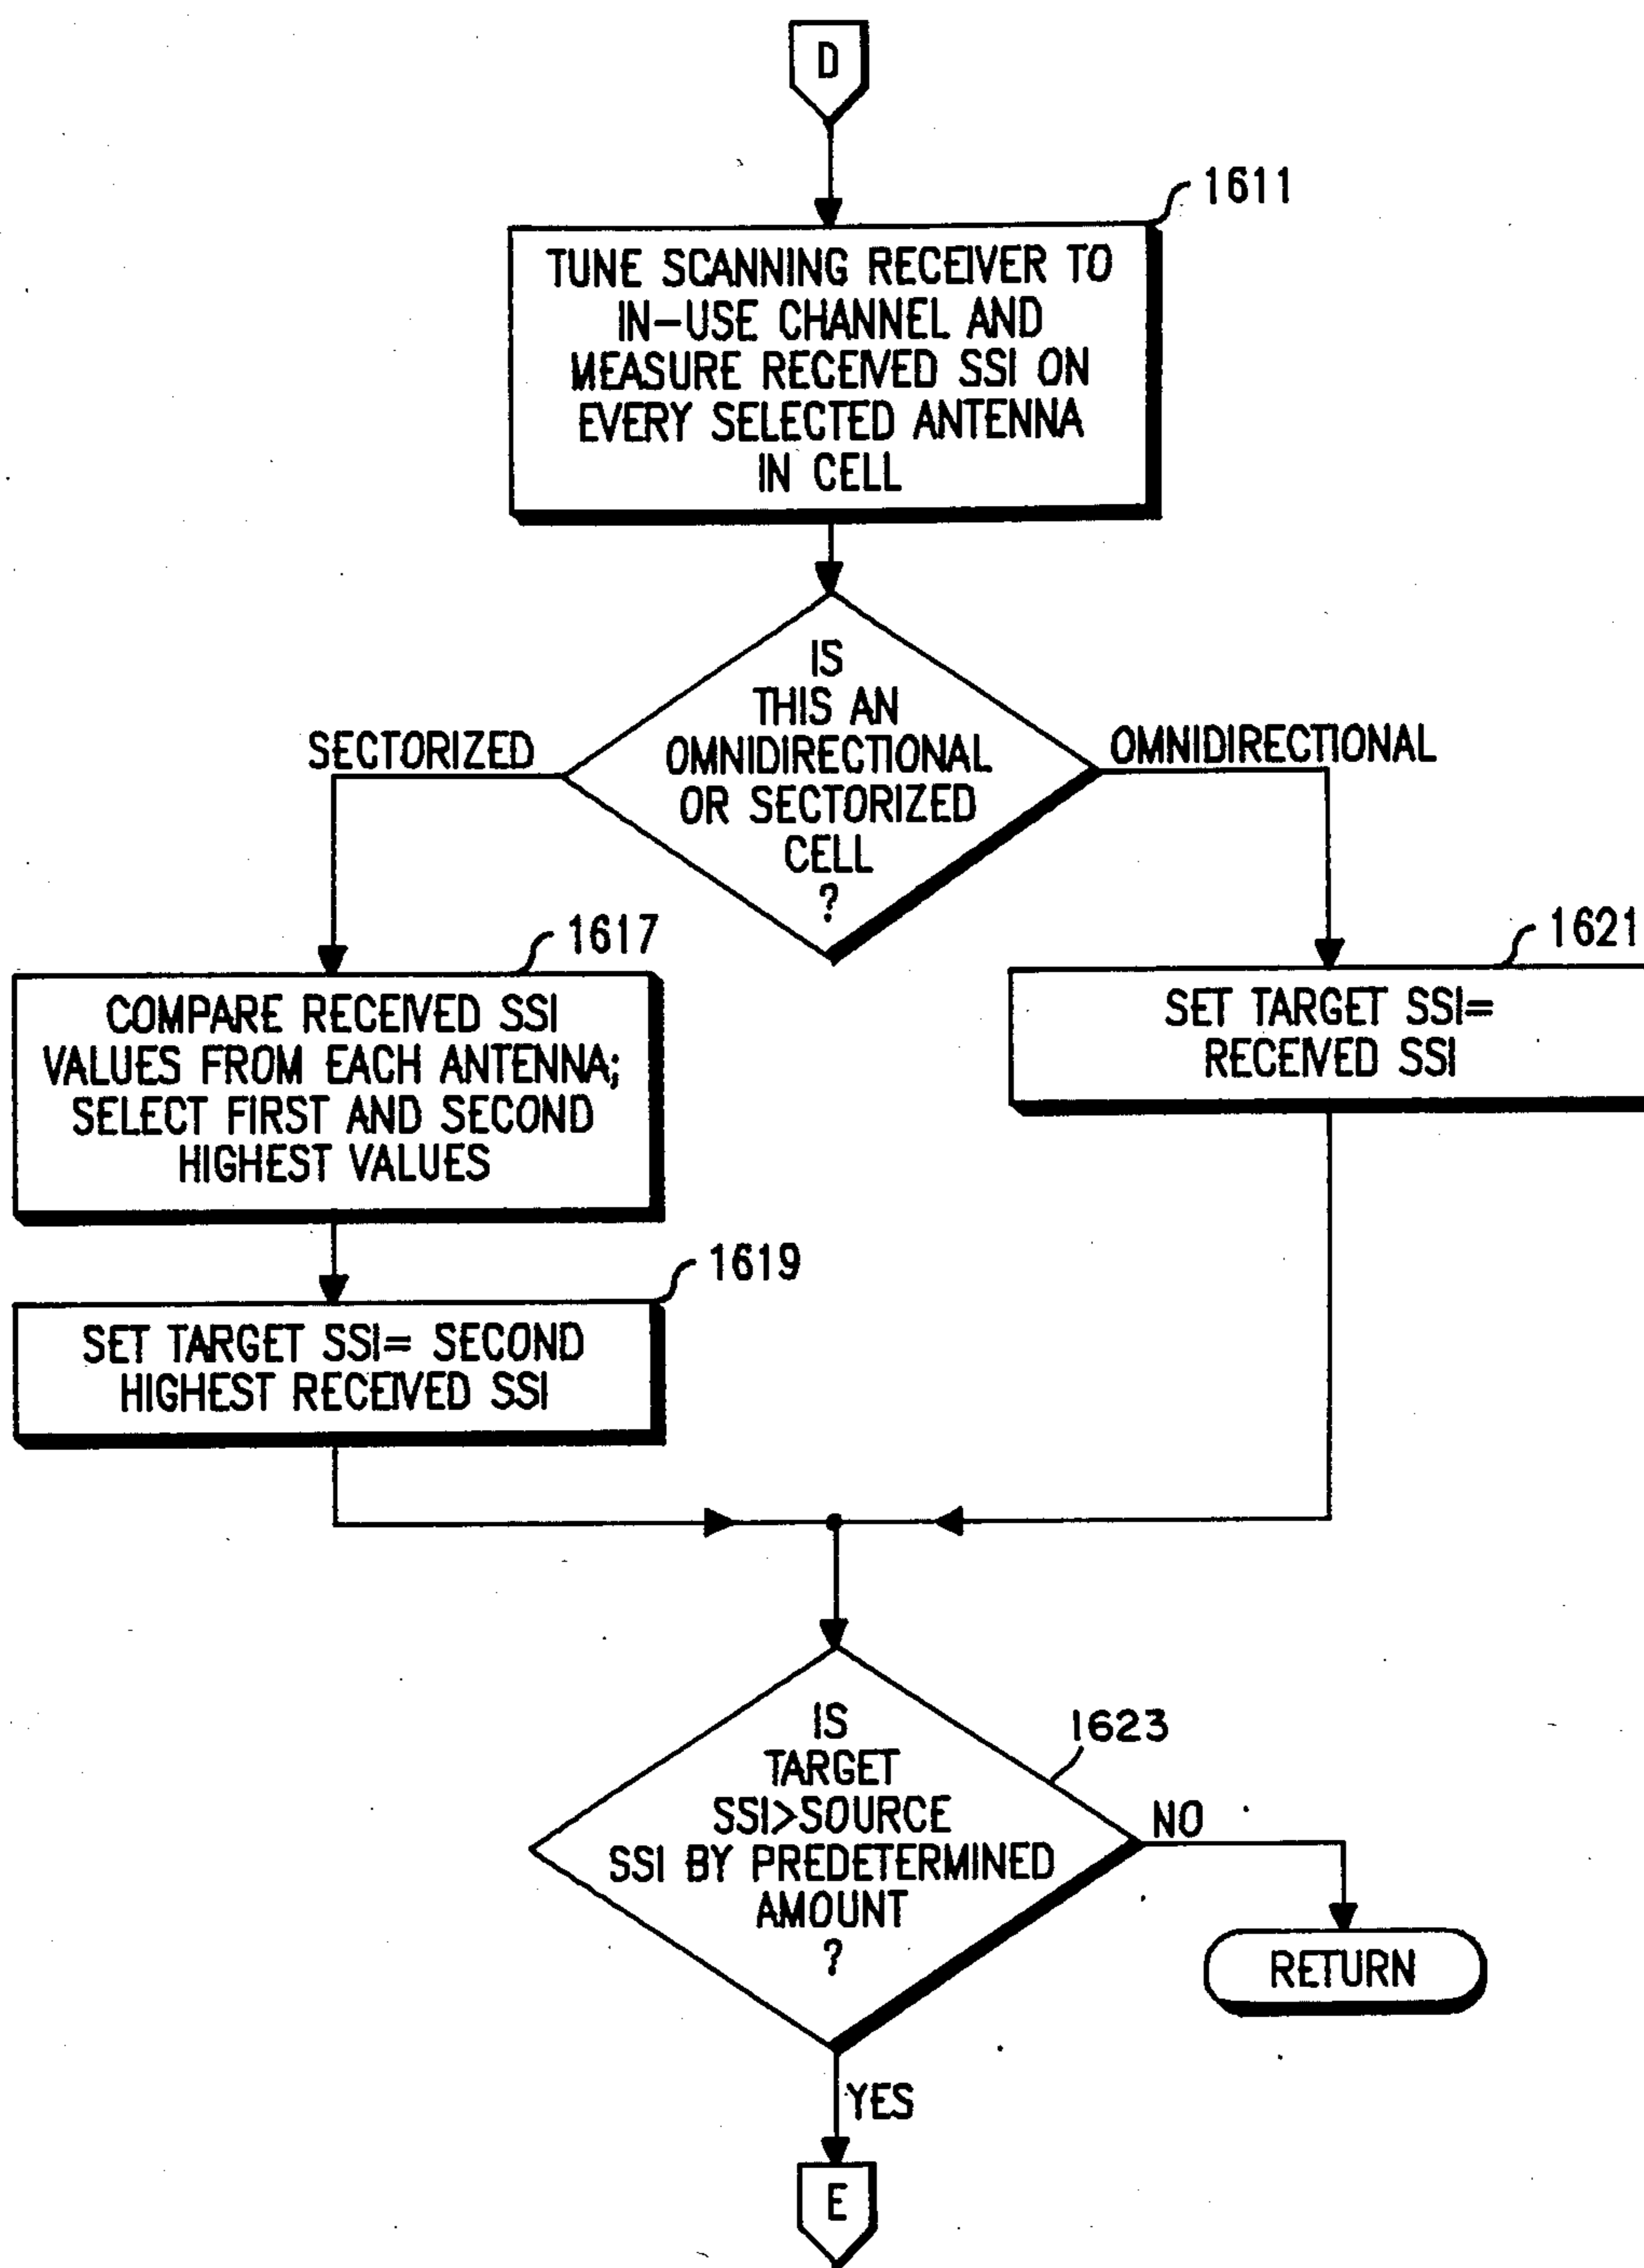 D
1611
TUNE SCANNING RECEIVER TO
IN-USE CHANNEL AND
MEASURE RECEIVED SSI ON
EVERY SELECTED ANTENNA
IN CELL
IS
THIS AN
OMNIDIRECTIONAL
OR SECTORIZED
CELL
?
SECTORIZED
OMNIDIRECTIONAL
1617
COMPARE RECEIVED SSI
VALUES FROM EACH ANTENNA;
SELECT FIRST AND SECOND
HIGHEST VALUES
1621
SET TARGET SSI=
RECEIVED SSI
1619
SET TARGET SSI= SECOND
HIGHEST RECEIVED SSI
IS
TARGET
SSI>SOURCE
SSI BY PREDETERMINED
AMOUNT
?
1623
NO
RETURN
YES
E